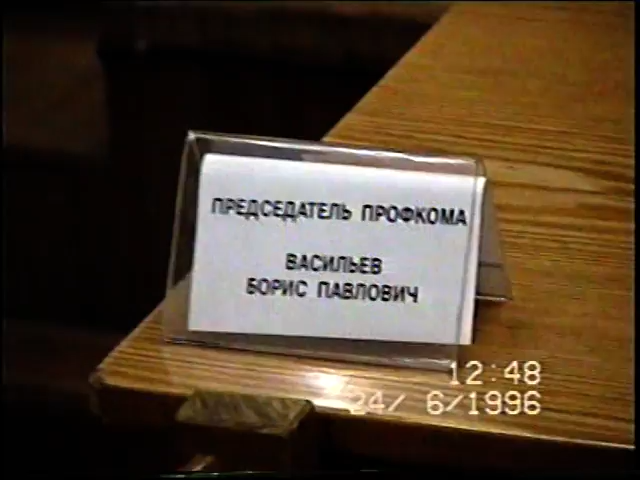 ПРЕДСЕДАТЕЛЬ ПРОФКОМА
ВАСИЛЬЕВ
БОРИС ПАВЛОВИЧ
12:48
24/ 6/1996